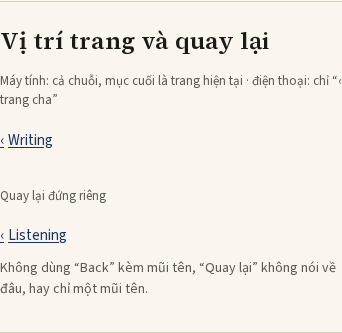 Vị trí trang và quay lại
Máy tính: cả chuỗi, mục cuối là trang hiện tại · điện thoại: chỉ “‹
trang cha”
‹ Writing
Quay lại đứng riêng
‹ Listening
Không dùng “Back” kèm mũi tên, “Quay lại” không nói về
đâu, hay chỉ một mũi tên.